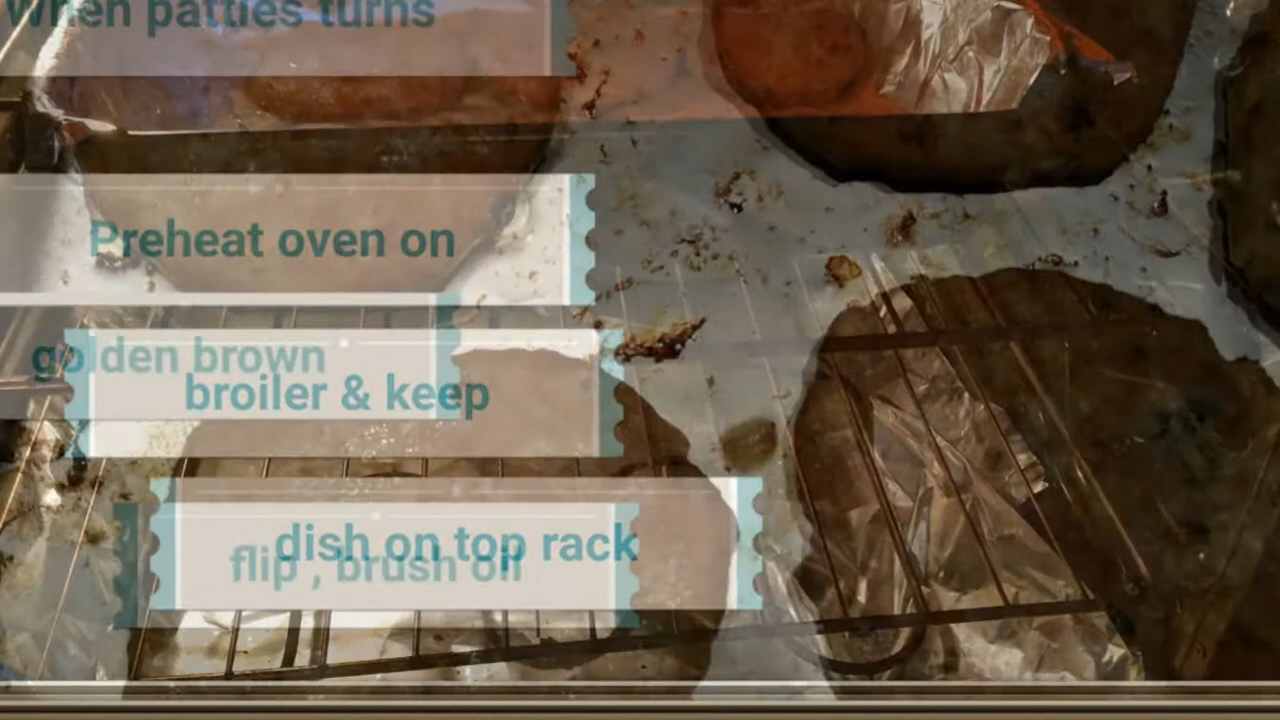 When patties turns
Preheat oven on
golden brown
broiler & keep
dish on top rack
flip , brush oil